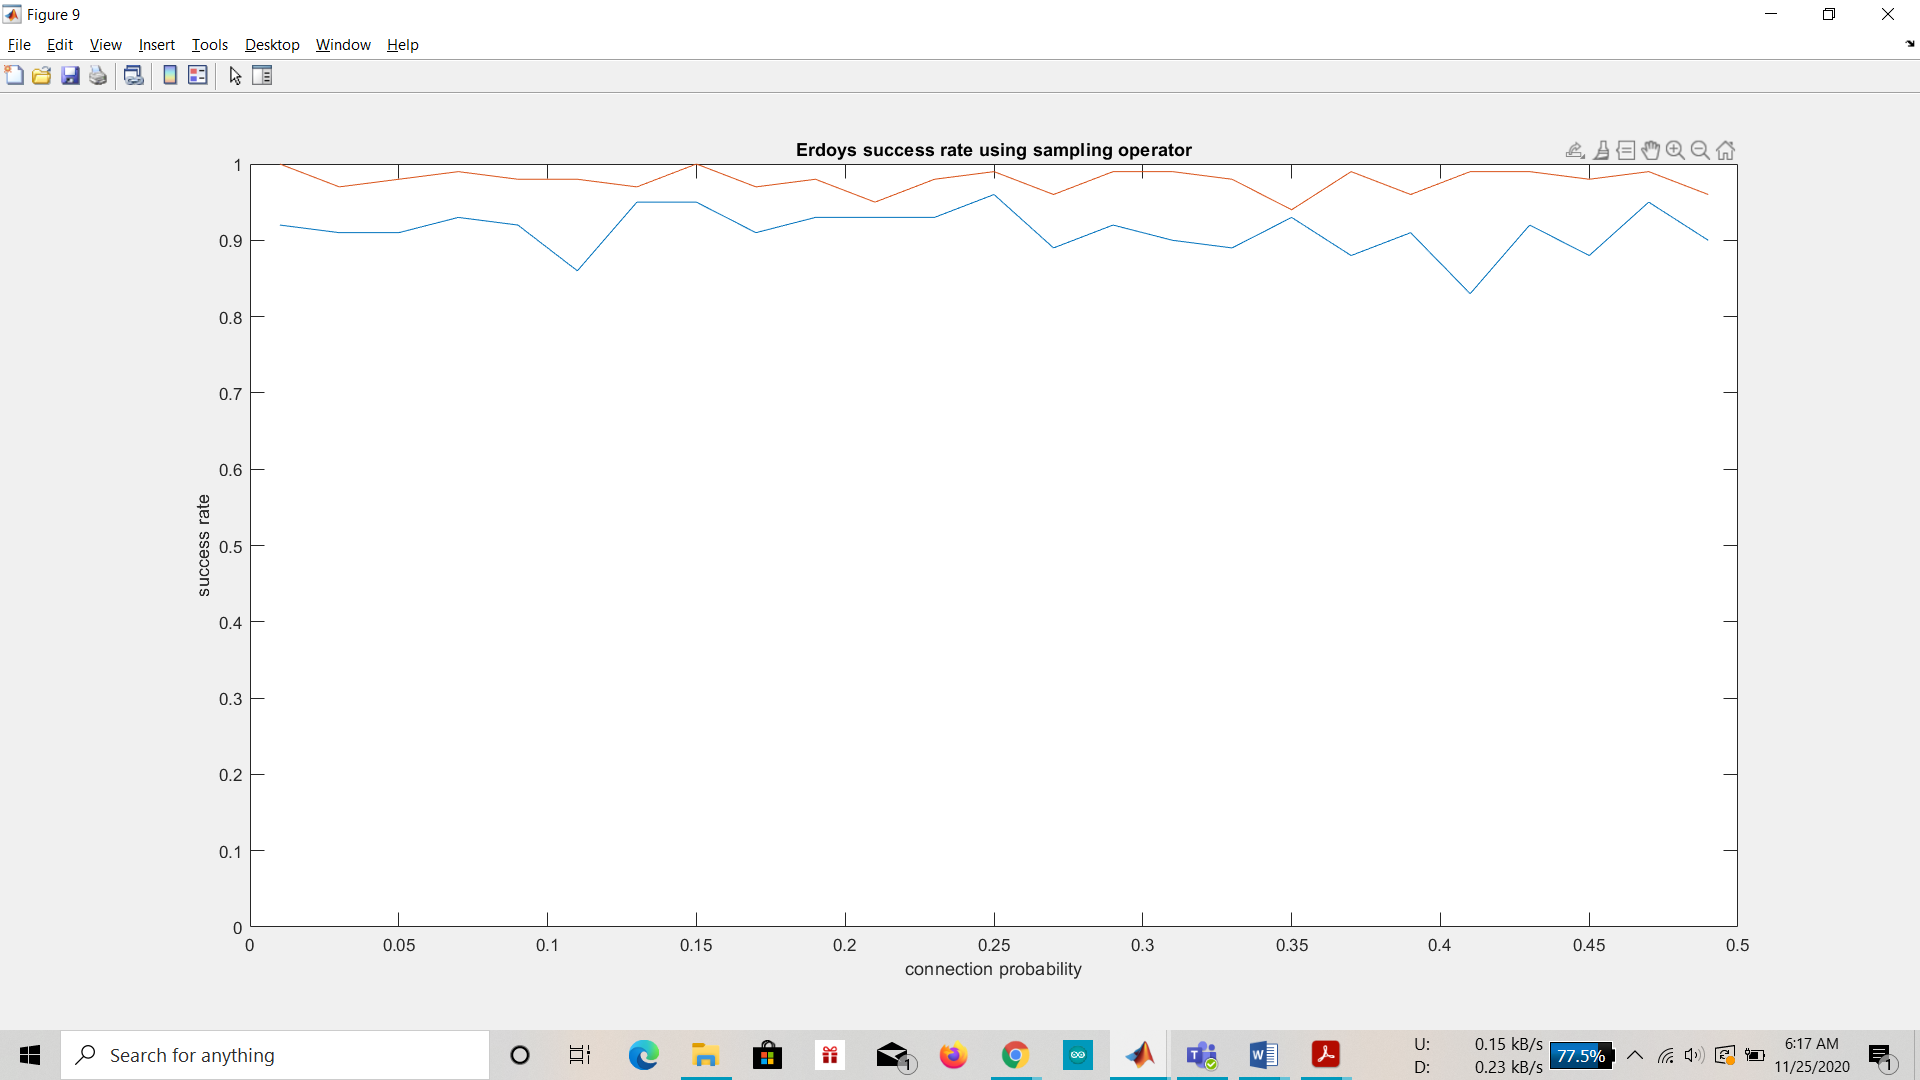 Figure 9
File Edit View Insert Tools Desktop Window Help
Erdoys success rate using sampling operator
1
0.9
0.8
0.7
0.6
0.5
0.4
0.3
0.2
0.1
0
success rate
0 0.05 0.1 0.15 0.2 0.25 0.3 0.35 0.4 0.45 0.5
connection probability
Search for anything
1
U: 0.15 kB/s
D: 0.23 kB/s
77.5%
6:17 AM
11/25/2020
1